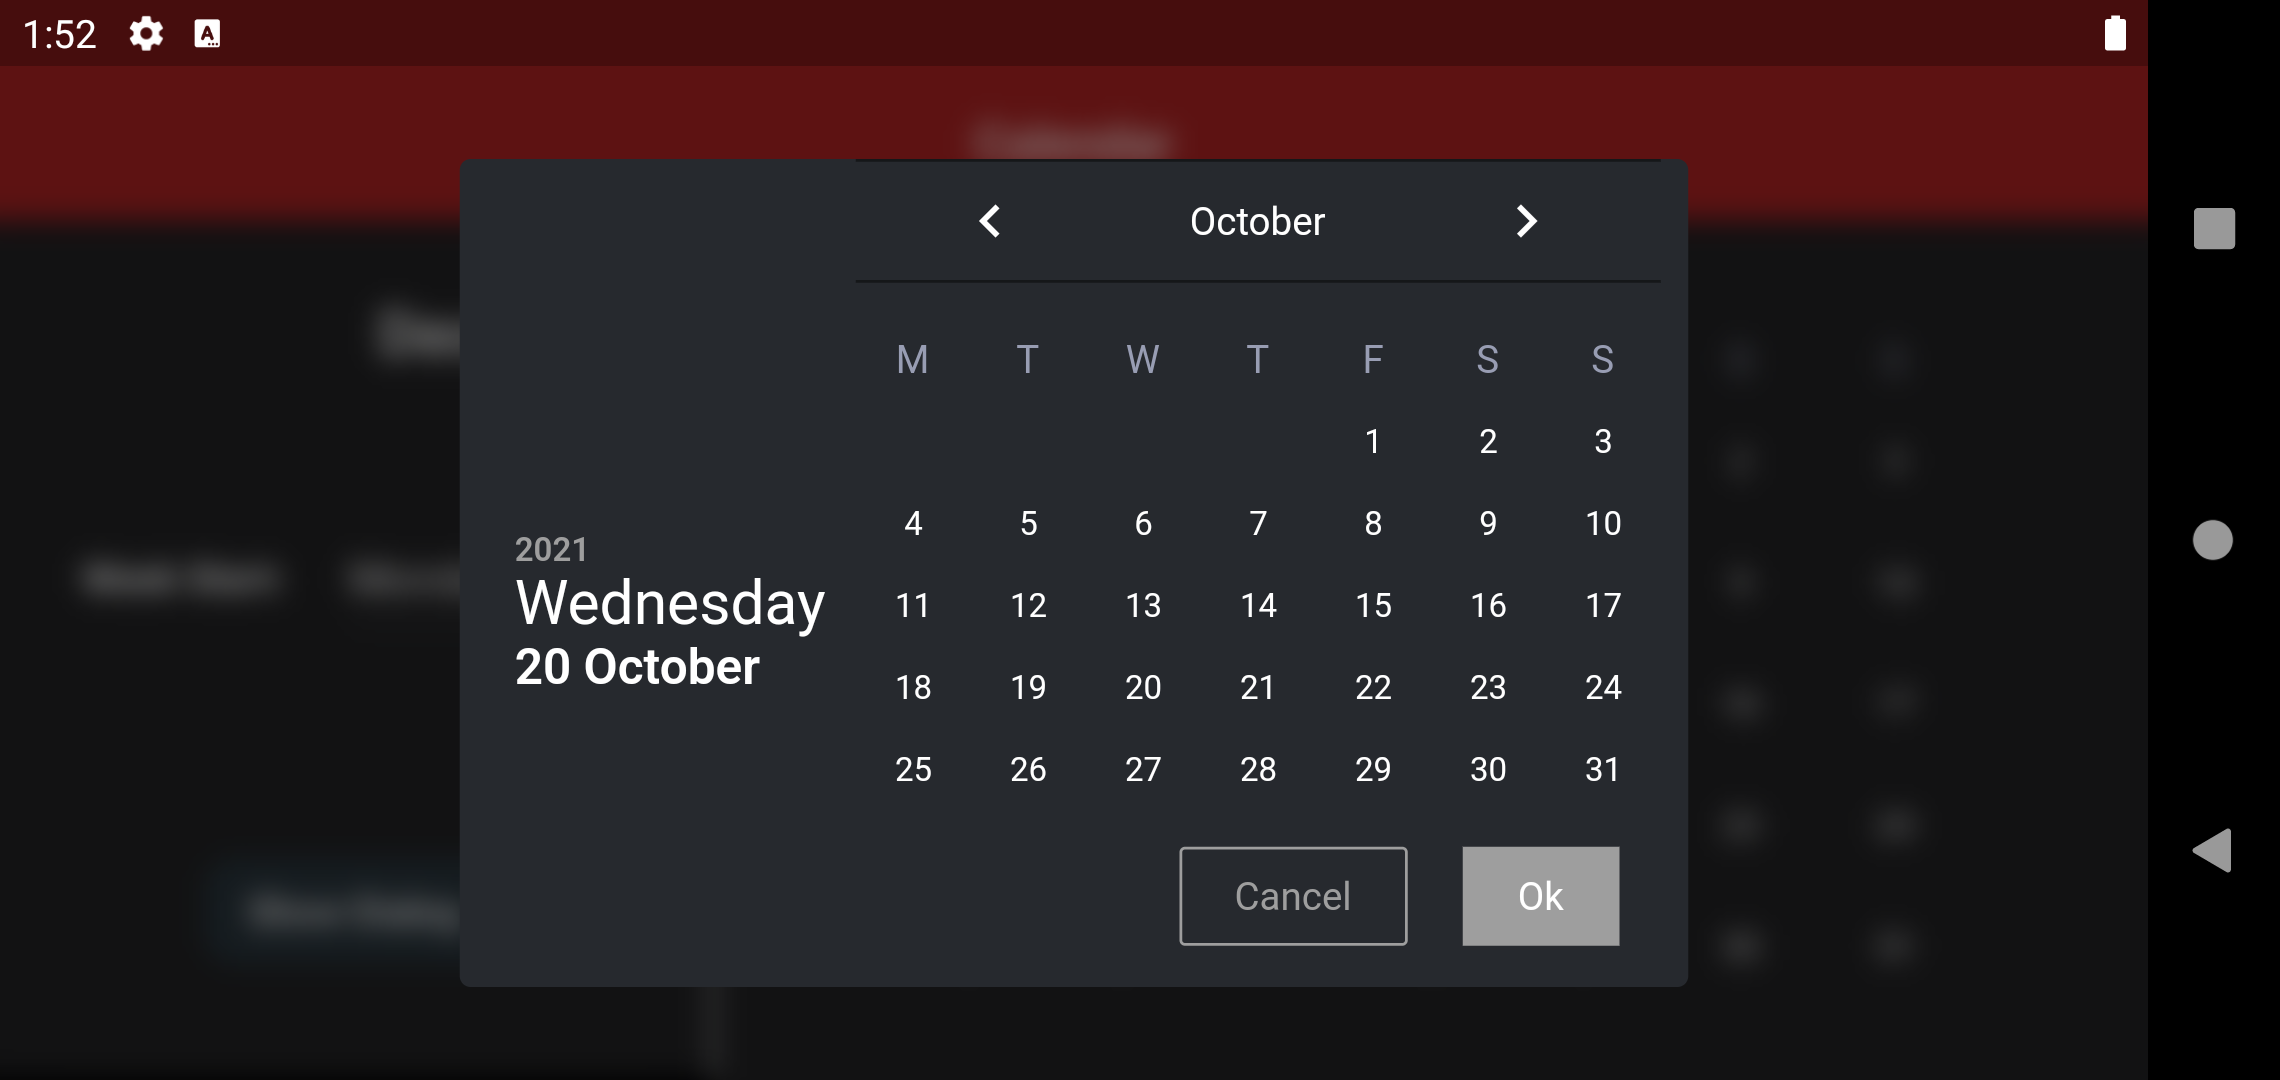 1:52
October
M T W T F S S
1 2 3
4 5 6 7 8 9 10
11 12 13 14 15 16 17
18 19 20 21 22 23 24
25 26 27 28 29 30 31
2021
Wednesday
20 October
Cancel Ok